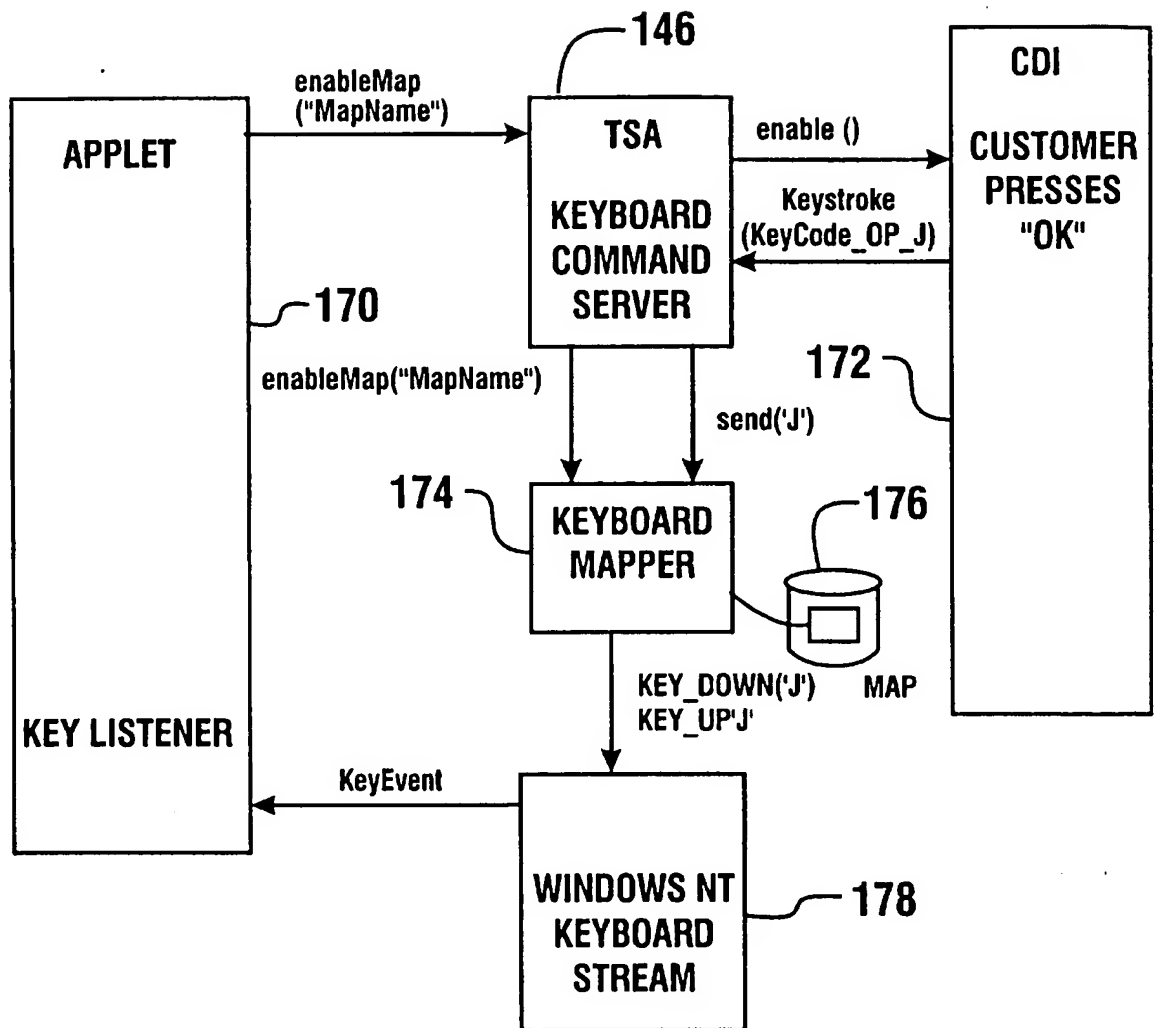 146
enableMap
("MapName")
APPLET
TSA
KEYBOARD
COMMAND
SERVER
enable ()
Keystroke
(KeyCode_OP_J)
CDI
CUSTOMER
PRESSES
"OK"
170
172
enableMap("MapName")
send('J')
174
KEYBOARD
MAPPER
176
MAP
KEY_DOWN('J')
KEY_UP'J'
KEY LISTENER
KeyEvent
WINDOWS NT
KEYBOARD
STREAM
178